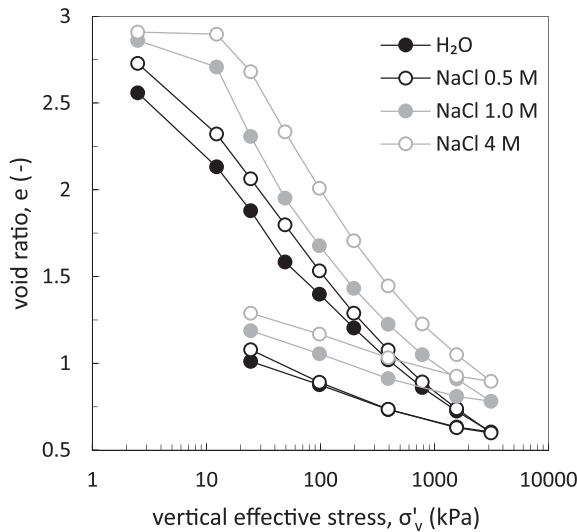 3
2.5
2
1.5
1
0.5
void ratio, e (-)
H₂O
NaCl 0.5 M
NaCl 1.0 M
NaCl 4 M
1 10 100 1000 10000
vertical effective stress, σ'ᵥ (kPa)